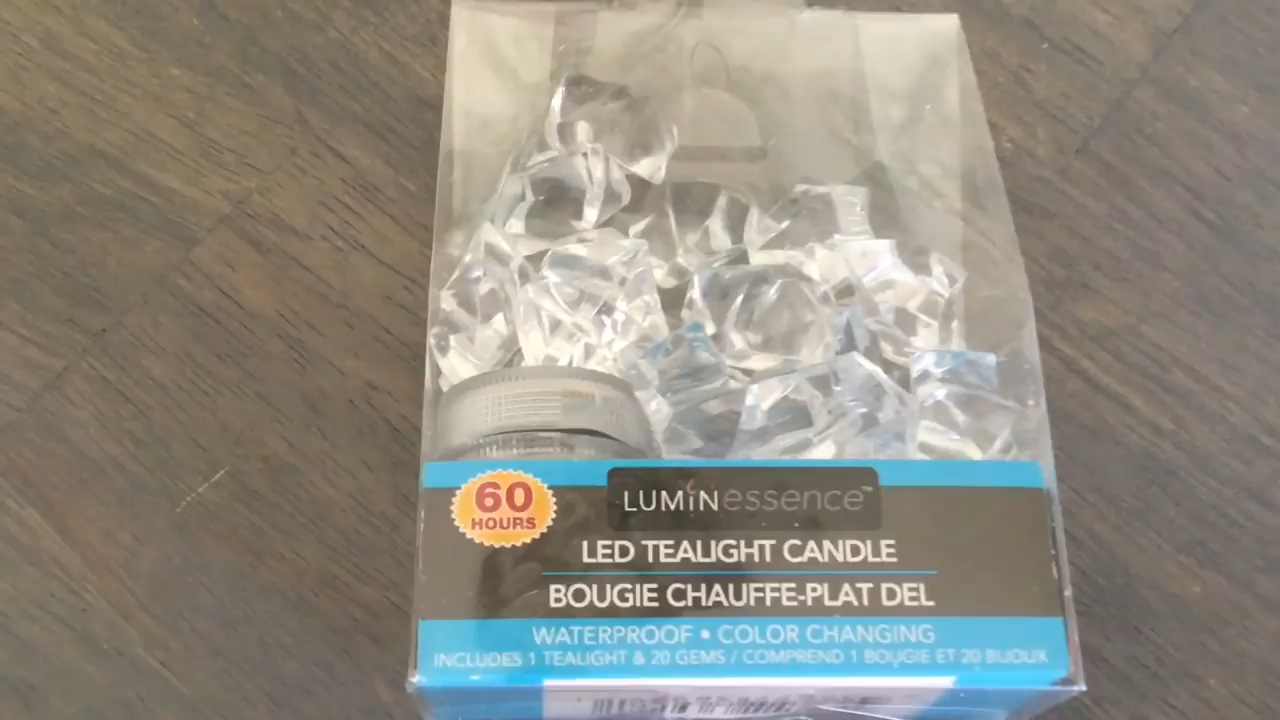 60
HOURS
LUMiNessence™
LED TEALIGHT CANDLE
BOUGIE CHAUFFE-PLAT DEL
WATERPROOF • COLOR CHANGING
INCLUDES 1 TEALIGHT & 20 GEMS / COMPREND 1 BOUGIE ET 20 BIJOUX